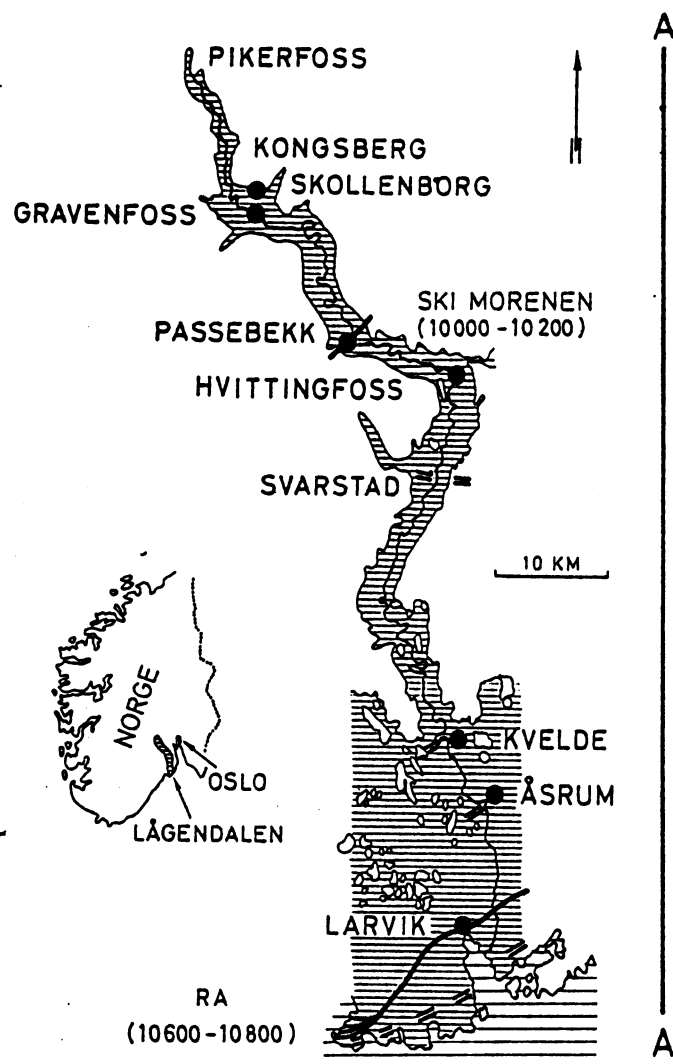 A
PIKERFOSS
KONGSBERG
SKOLLENBORG
GRAVENFOSS
SKI MORENEN
(10000-10200)
PASSEBEKK
HVITTINGFOSS
SVARSTAD
10 KM
NORGE
OSLO
LÅGENDALEN
KVELDE
ÅSRUM
LARVIK
RA
(10600-10800)
A